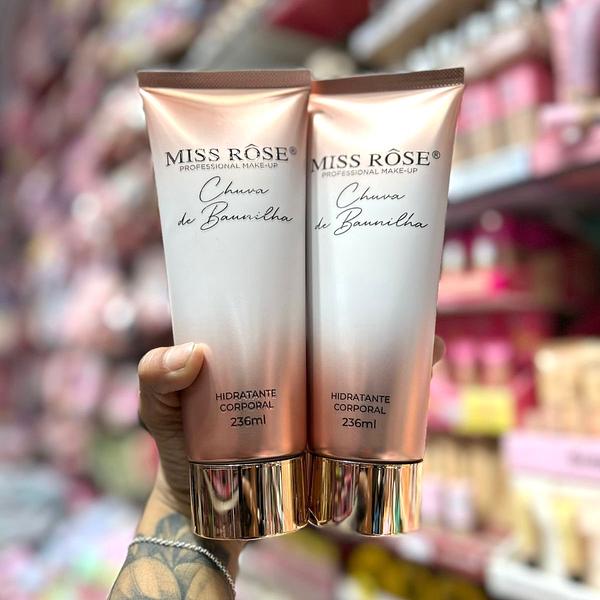 MISS RÔSE®
PROFESSIONAL MAKE-UP
Chuva
de Baunilha
HIDRATANTE
CORPORAL
236ml
MISS RÔSE®
PROFESSIONAL MAKE-UP
Chuva
de Baunilha
HIDRATANTE
CORPORAL
236ml